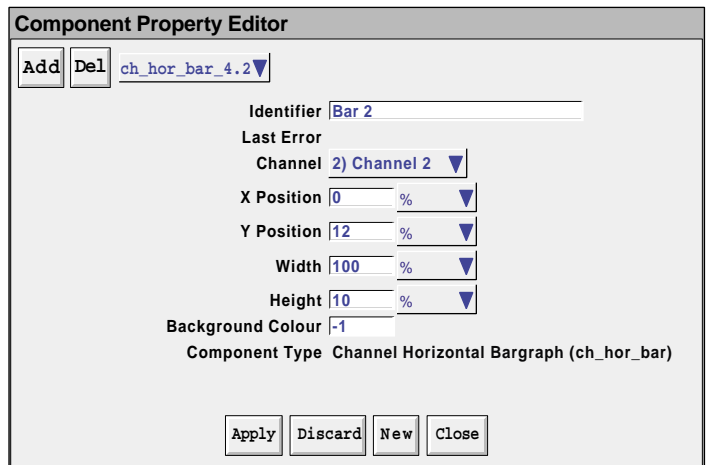 Component Property Editor
Add Del ch_hor_bar_4.2
Identifier Bar 2
Last Error
Channel 2) Channel 2
X Position 0 %
Y Position 12 %
Width 100 %
Height 10 %
Background Colour -1
Component Type Channel Horizontal Bargraph (ch_hor_bar)
Apply Discard New Close